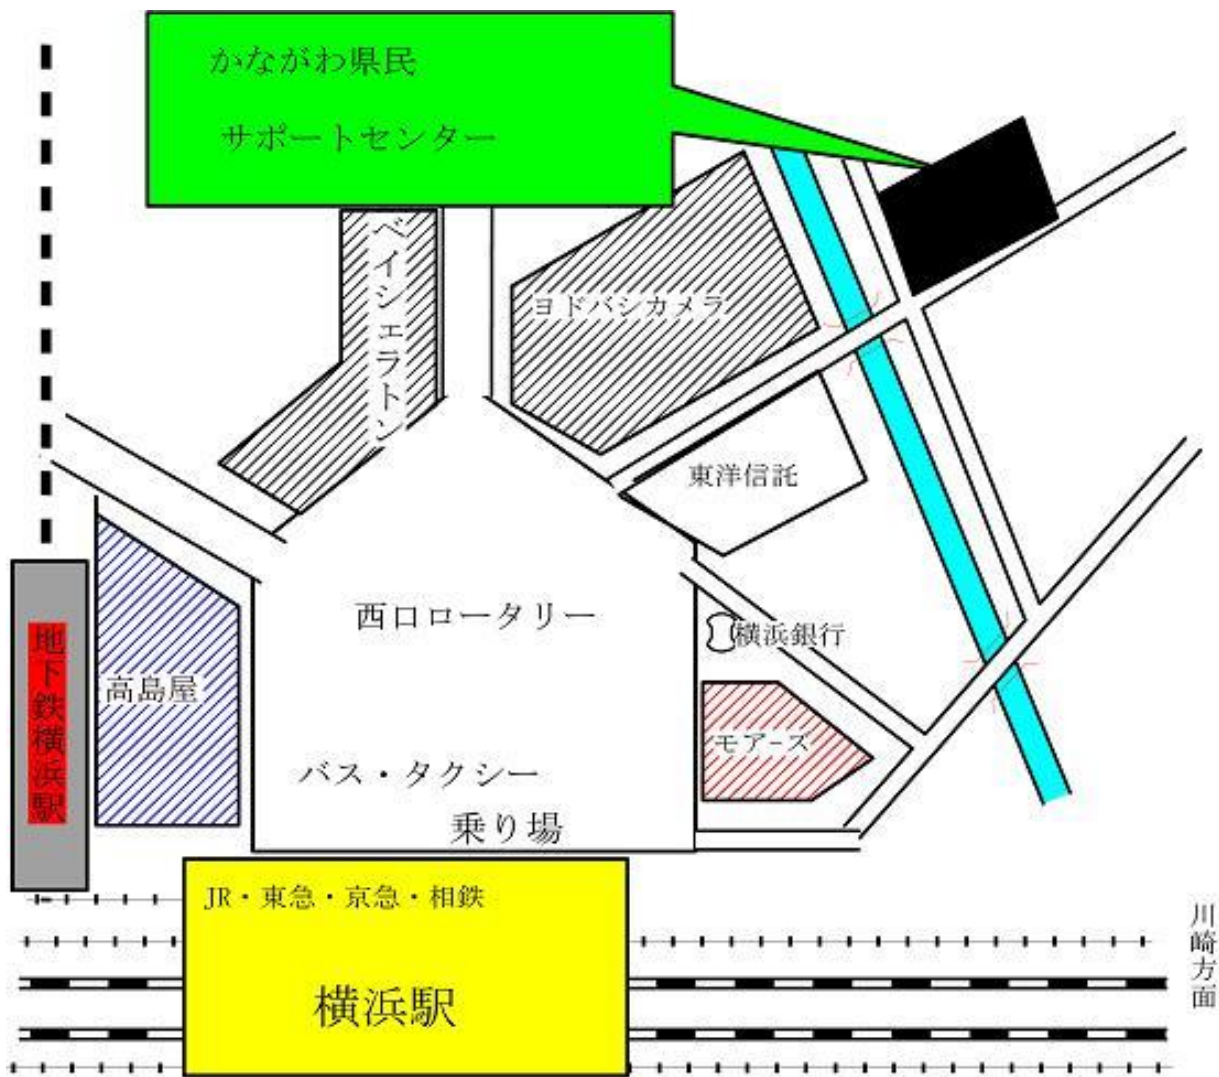 かながわ県民
サポートセンター
ベイシェラトン
ヨドバシカメラ
東洋信託
西口ロータリー
横浜銀行
地下鉄横浜駅
高島屋
モアーズ
バス・タクシー
乗り場
JR・東急・京急・相鉄
横浜駅
川崎方面